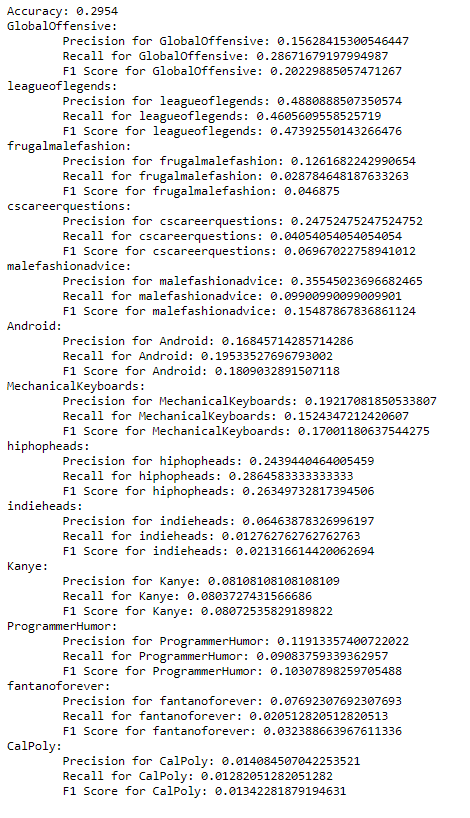 Accuracy: 0.2954
GlobalOffensive:
Precision for GlobalOffensive: 0.15628415300546447
Recall for GlobalOffensive: 0.28671679197994987
F1 Score for GlobalOffensive: 0.20229885057471267
leagueoflegends:
Precision for leagueoflegends: 0.4880888507350574
Recall for leagueoflegends: 0.4605609558525719
F1 Score for leagueoflegends: 0.47392550143266476
frugalmalefashion:
Precision for frugalmalefashion: 0.1261682242990654
Recall for frugalmalefashion: 0.028784648187633263
F1 Score for frugalmalefashion: 0.046875
cscareerquestions:
Precision for cscareerquestions: 0.24752475247524752
Recall for cscareerquestions: 0.04054054054054054
F1 Score for cscareerquestions: 0.06967022758941012
malefashionadvice:
Precision for malefashionadvice: 0.35545023696682465
Recall for malefashionadvice: 0.09900990099009901
F1 Score for malefashionadvice: 0.15487867836861124
Android:
Precision for Android: 0.16845714285714286
Recall for Android: 0.19533527696793002
F1 Score for Android: 0.1809032891507118
MechanicalKeyboards:
Precision for MechanicalKeyboards: 0.19217081850533807
Recall for MechanicalKeyboards: 0.1524347212420607
F1 Score for MechanicalKeyboards: 0.17001180637544275
hiphopheads:
Precision for hiphopheads: 0.2439440464005459
Recall for hiphopheads: 0.2864583333333333
F1 Score for hiphopheads: 0.26349732817394506
indieheads:
Precision for indieheads: 0.06463878326996197
Recall for indieheads: 0.012762762762762763
F1 Score for indieheads: 0.021316614420062694
Kanye:
Precision for Kanye: 0.08108108108108109
Recall for Kanye: 0.0803727431566686
F1 Score for Kanye: 0.08072535829189822
ProgrammerHumor:
Precision for ProgrammerHumor: 0.11913357400722022
Recall for ProgrammerHumor: 0.09083759339362957
F1 Score for ProgrammerHumor: 0.10307898259705488
fantanoforever:
Precision for fantanoforever: 0.07692307692307693
Recall for fantanoforever: 0.020512820512820513
F1 Score for fantanoforever: 0.032388663967611336
CalPoly:
Precision for CalPoly: 0.014084507042253521
Recall for CalPoly: 0.01282051282051282
F1 Score for CalPoly: 0.01342281879194631